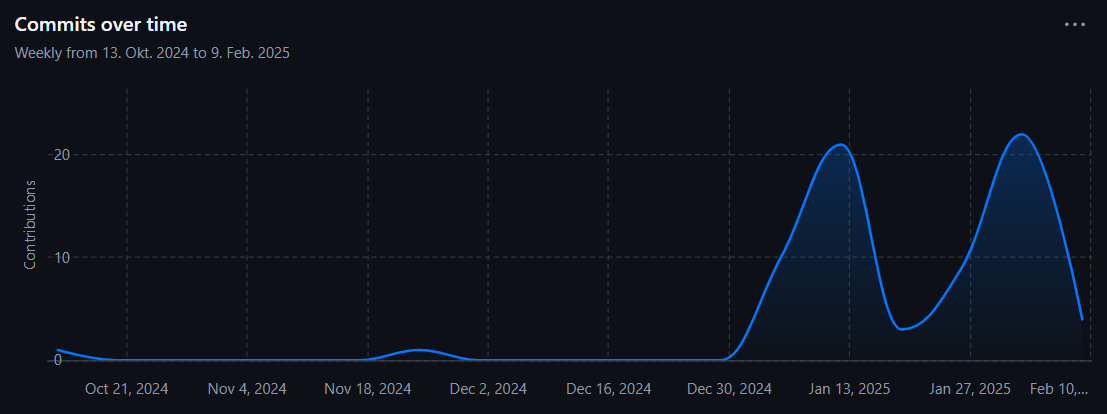 Commits over time
Weekly from 13. Okt. 2024 to 9. Feb. 2025
Contributions
20
10
0
Oct 21, 2024 Nov 4, 2024 Nov 18, 2024 Dec 2, 2024 Dec 16, 2024 Dec 30, 2024 Jan 13, 2025 Jan 27, 2025 Feb 10,...